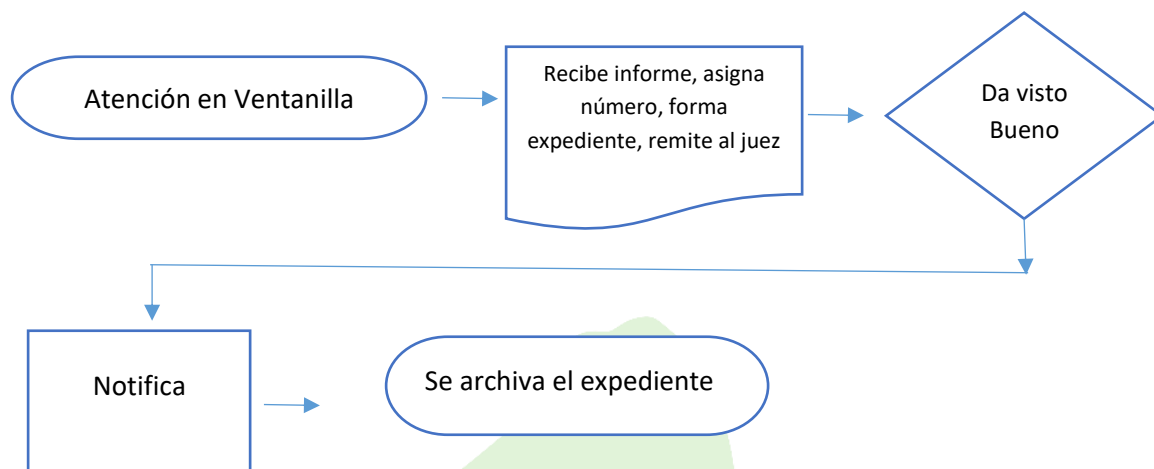 Atención en Ventanilla
Recibe informe, asigna
número, forma
expediente, remite al juez
Da visto
Bueno
Notifica
Se archiva el expediente